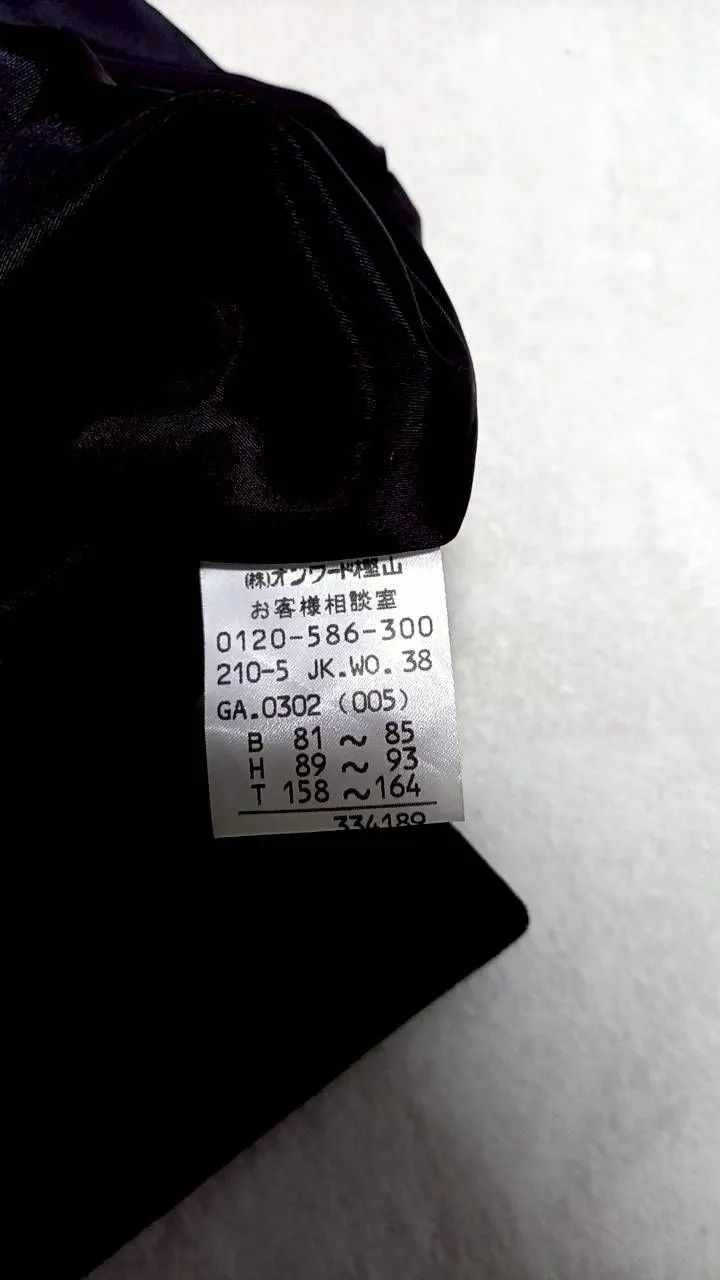 (株)オンワード樫山
お客様相談室
0120-586-300
210-5 JK.WO.38
GA.0302 (005)
B 81 ~ 85
H 89 ~ 93
T 158 ~164
334189